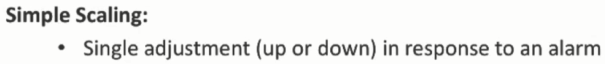 Simple Scaling:
• Single adjustment (up or down) in response to an alarm